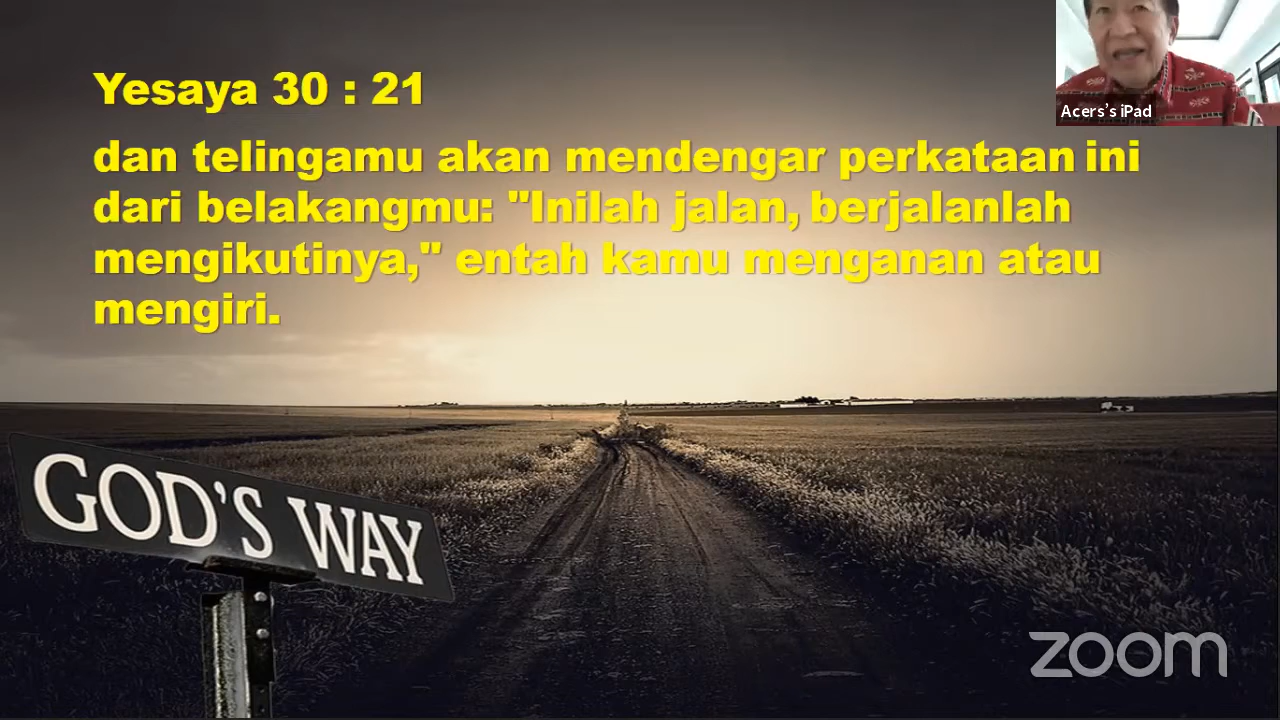 Yesaya 30 : 21
dan telingamu akan mendengar perkataan ini
dari belakangmu: "Inilah jalan, berjalanlah
mengikutinya," entah kamu menganan atau
mengiri.
Acers's iPad
GOD'S WAY
zoom